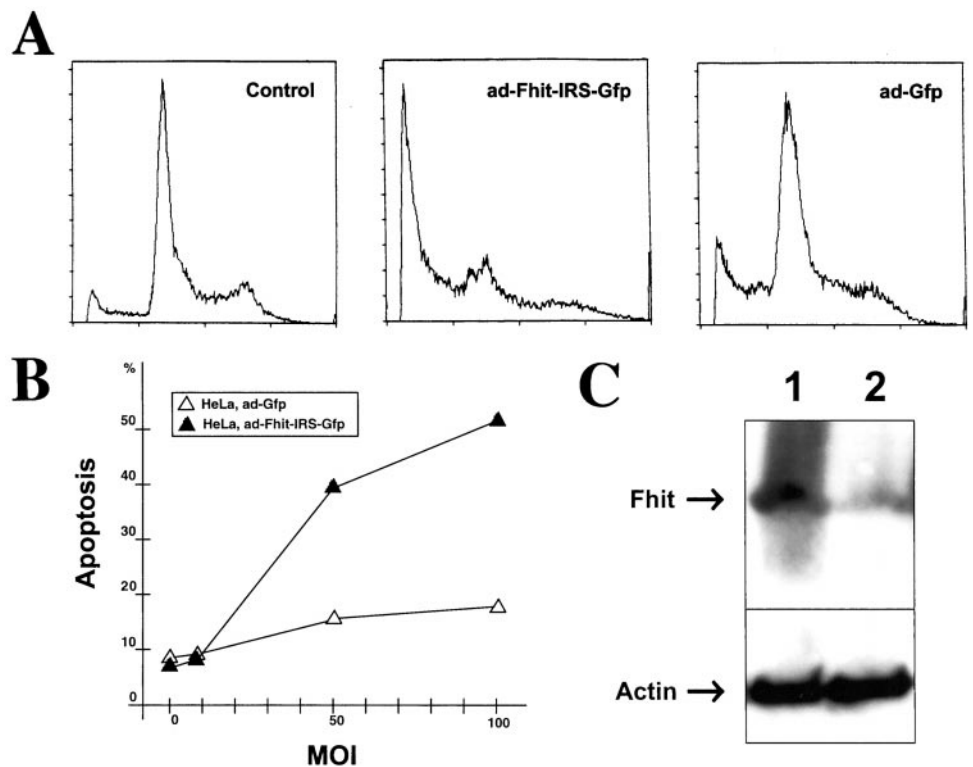 A
Control
ad-Fhit-IRS-Gfp
ad-Gfp
B
%
HeLa, ad-Gfp
HeLa, ad-Fhit-IRS-Gfp
50
40
30
20
10
0
Apoptosis
0
50
100
MOI
C
1 2
Fhit →
Actin →